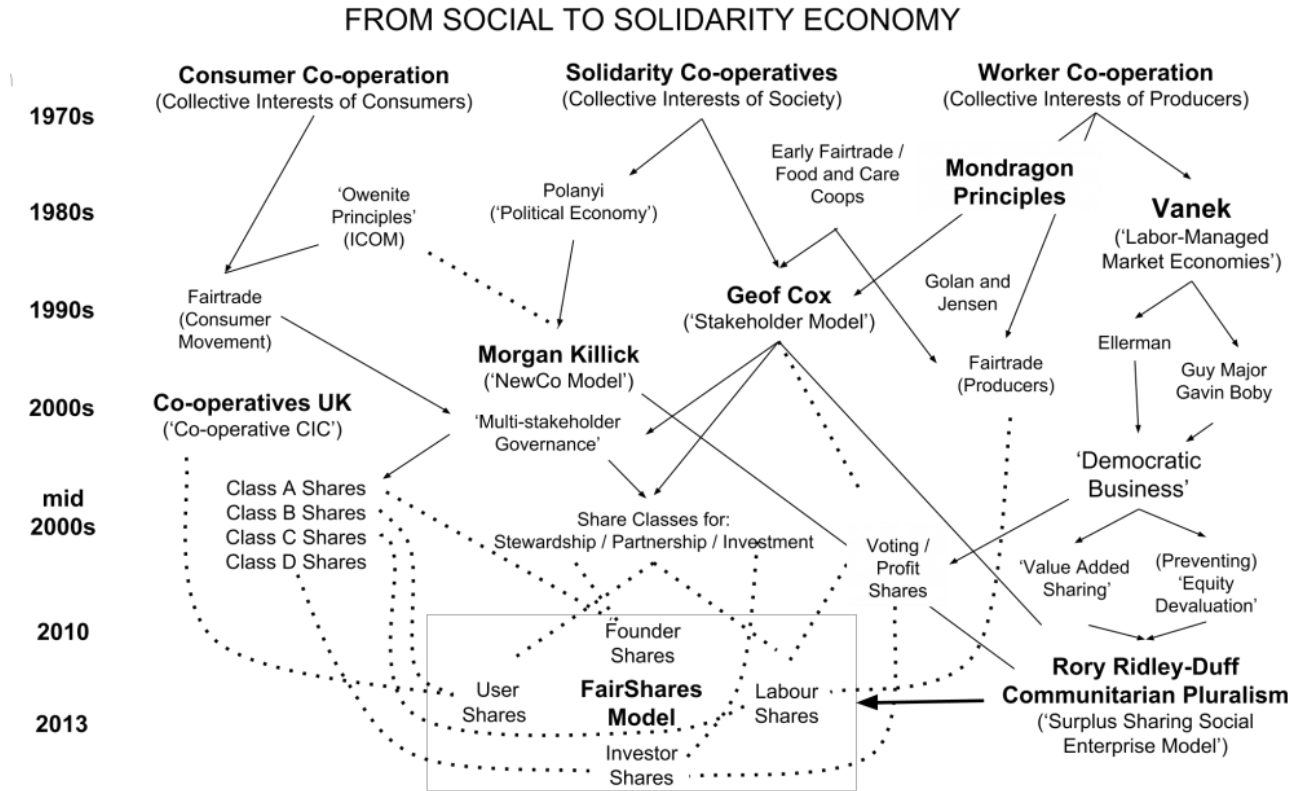 FROM SOCIAL TO SOLIDARITY ECONOMY
Consumer Co-operation
(Collective Interests of Consumers)
Solidarity Co-operatives
(Collective Interests of Society)
Worker Co-operation
(Collective Interests of Producers)
1970s
Early Fairtrade /
Food and Care
Coops
Mondragon
Principles
1980s
'Owenite
Principles'
(ICOM)
Polanyi
('Political Economy')
Vanek
('Labor-Managed
Market Economies')
1990s
Fairtrade
(Consumer
Movement)
Geof Cox
('Stakeholder Model')
Golan and
Jensen
Morgan Killick
('NewCo Model')
Fairtrade
(Producers)
Ellerman
Guy Major
Gavin Boby
2000s
Co-operatives UK
('Co-operative CIC')
'Multi-stakeholder
Governance'
'Democratic
Business'
mid
2000s
Class A Shares
Class B Shares
Class C Shares
Class D Shares
Share Classes for:
Stewardship / Partnership / Investment
Voting /
Profit
Shares
'Value Added
Sharing'
(Preventing)
'Equity
Devaluation'
2010
Founder
Shares
User
Shares
FairShares
Model
Labour
Shares
Rory Ridley-Duff
Communitarian Pluralism
('Surplus Sharing Social
Enterprise Model')
2013
Investor
Shares